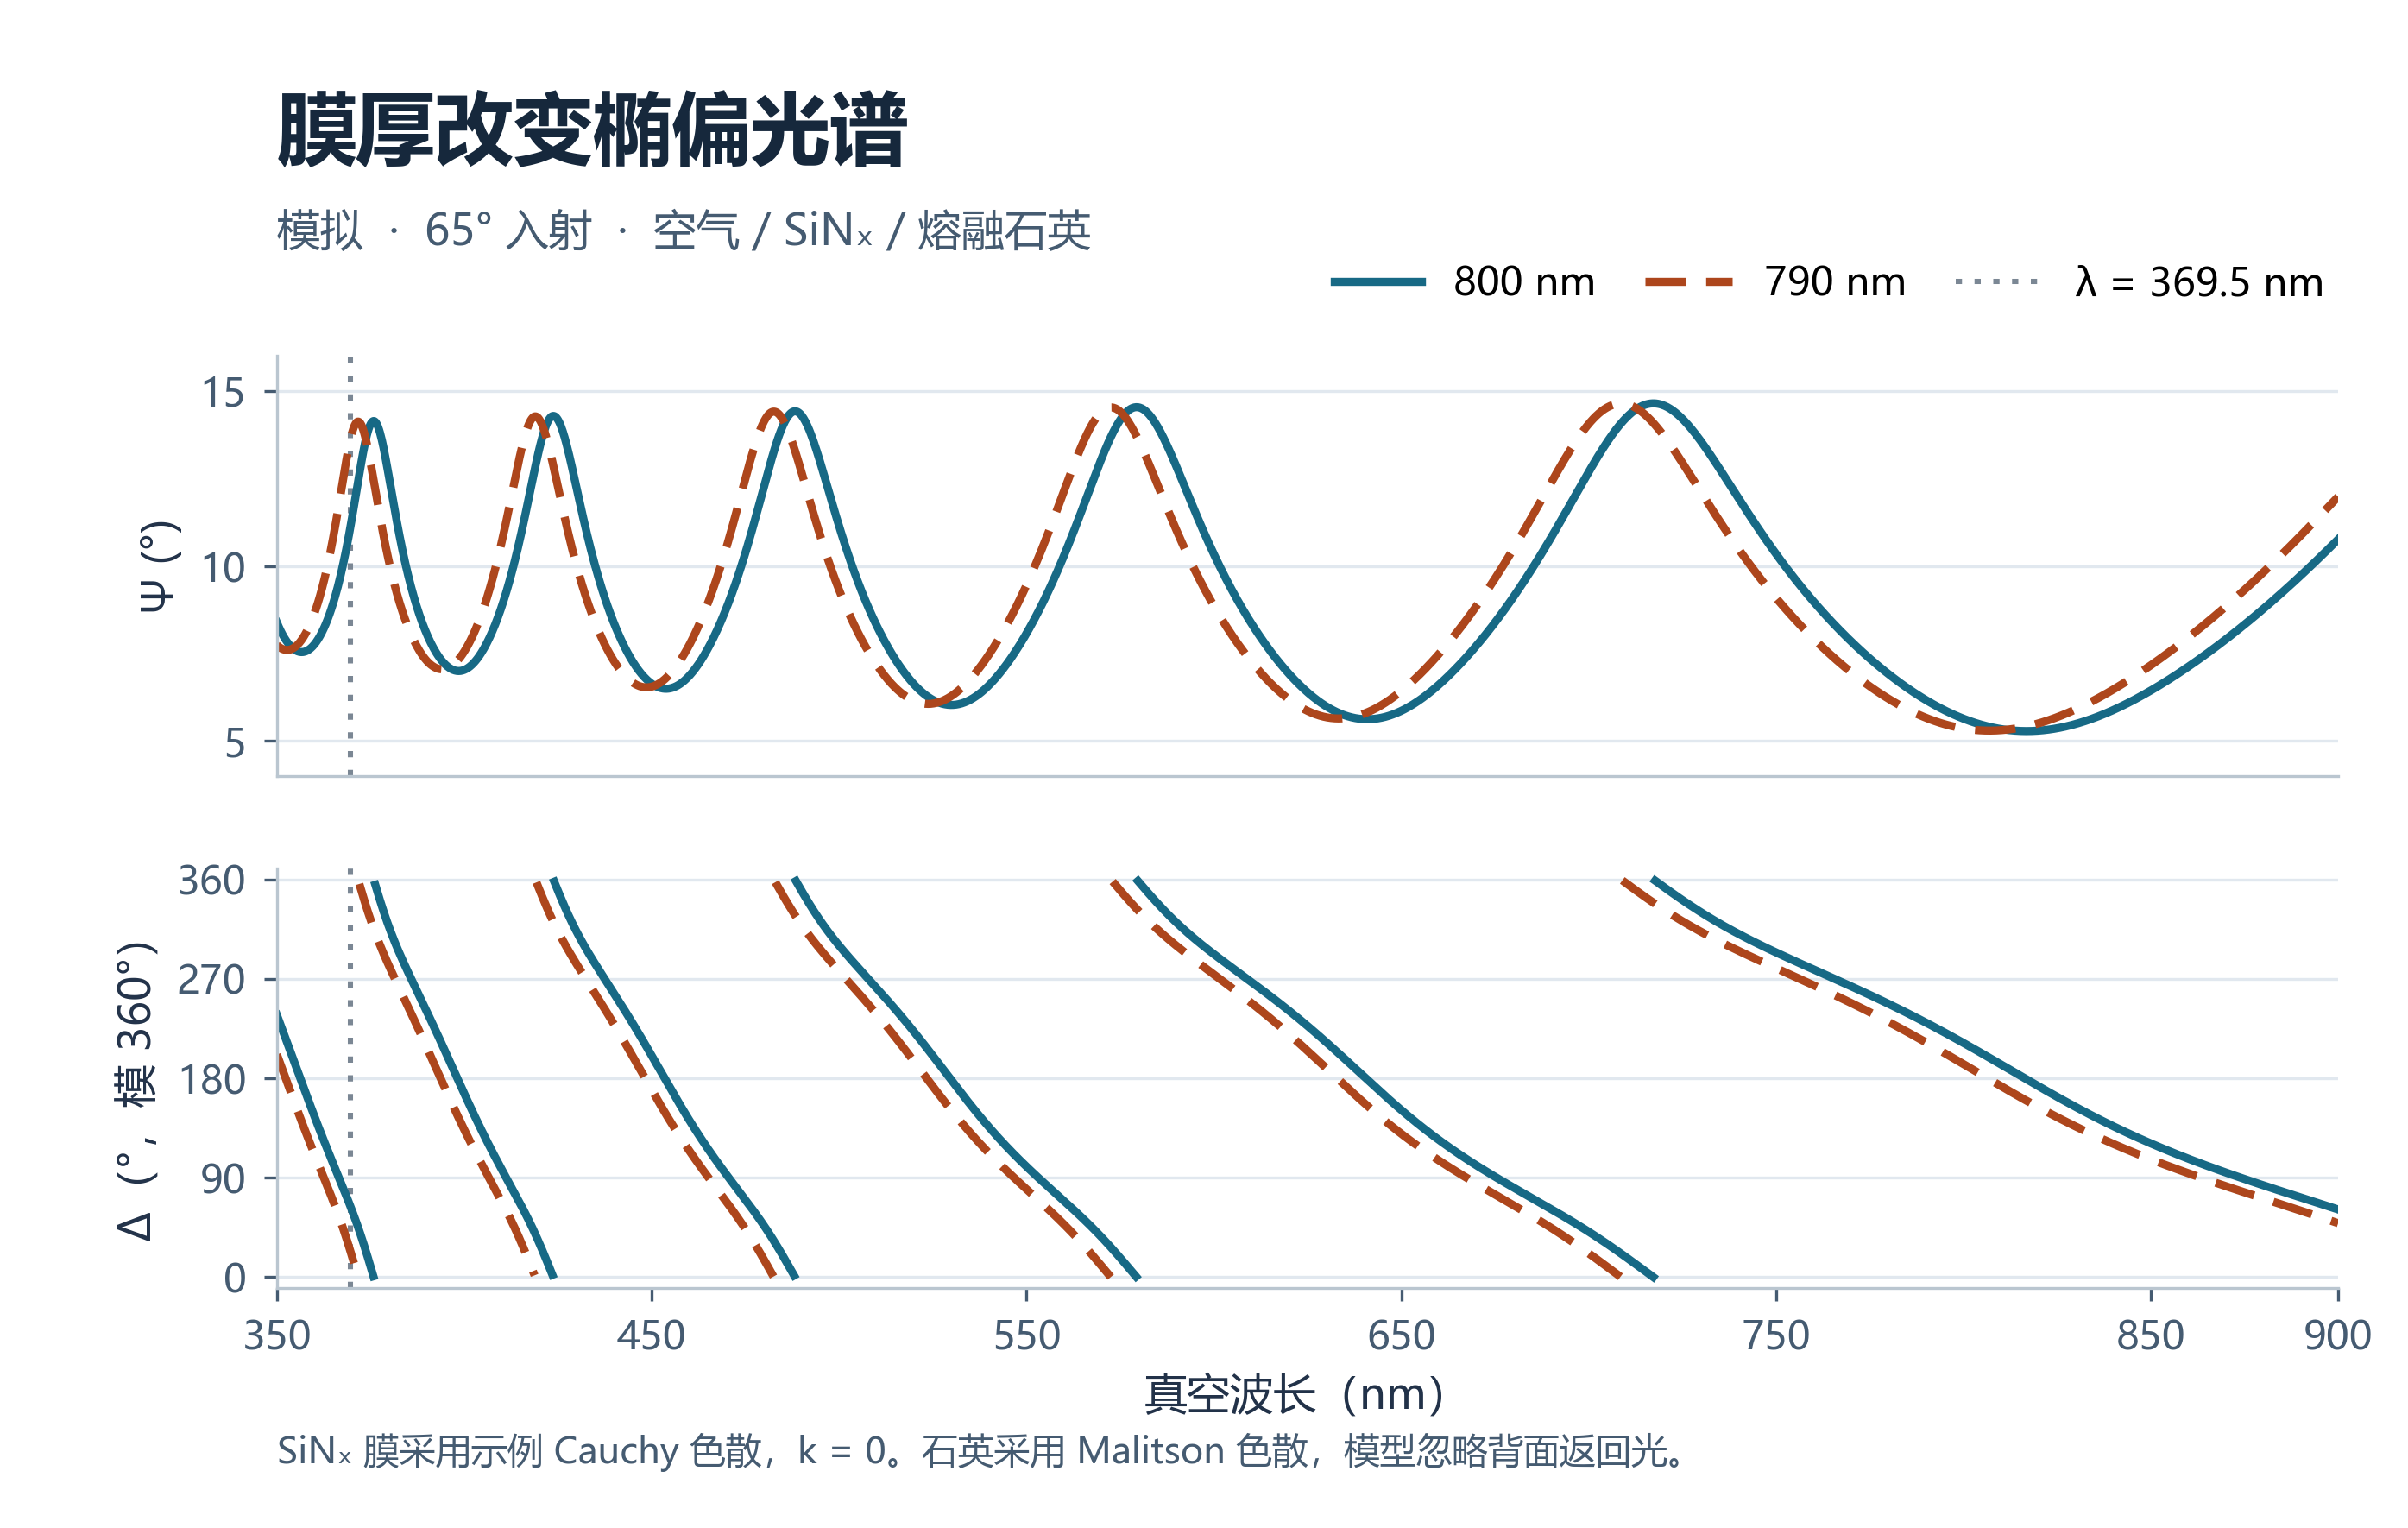 膜厚改变椭偏光谱
模拟 · 65° 入射 · 空气 / SiNₓ / 熔融石英
800 nm
790 nm
λ = 369.5 nm
15
10
5
Ψ (°)
360
270
180
90
0
Δ (°，模 360°)
350
450
550
650
750
850
900
真空波长（nm）
SiNₓ 膜采用示例 Cauchy 色散，k = 0。石英采用 Malitson 色散，模型忽略背面返回光。